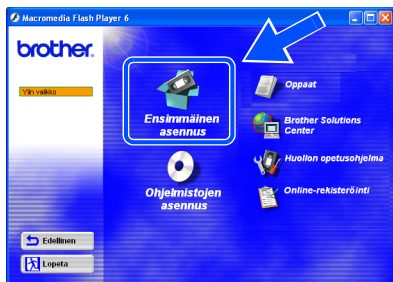 Macromedia Flash Player 6
brother.
Ylin valikko
Ensimmäinen
asennus
Ohjelmistojen
asennus
Oppaat
Brother Solutions
Center
Huollon opetusohjelma
Online-rekisteröinti
Edellinen
Lopeta